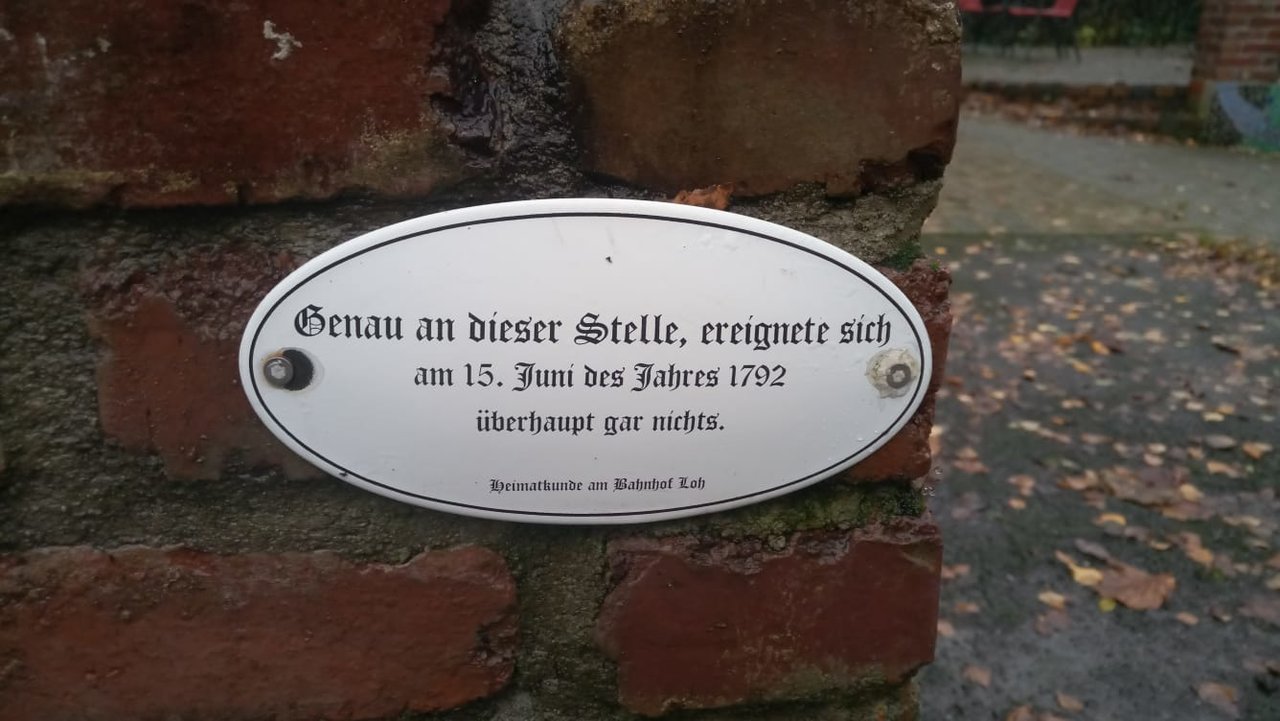 Genau an dieser Stelle, ereignete sich
am 15. Juni des Jahres 1792
überhaupt gar nichts.
Heimatkunde am Bahnhof Loh